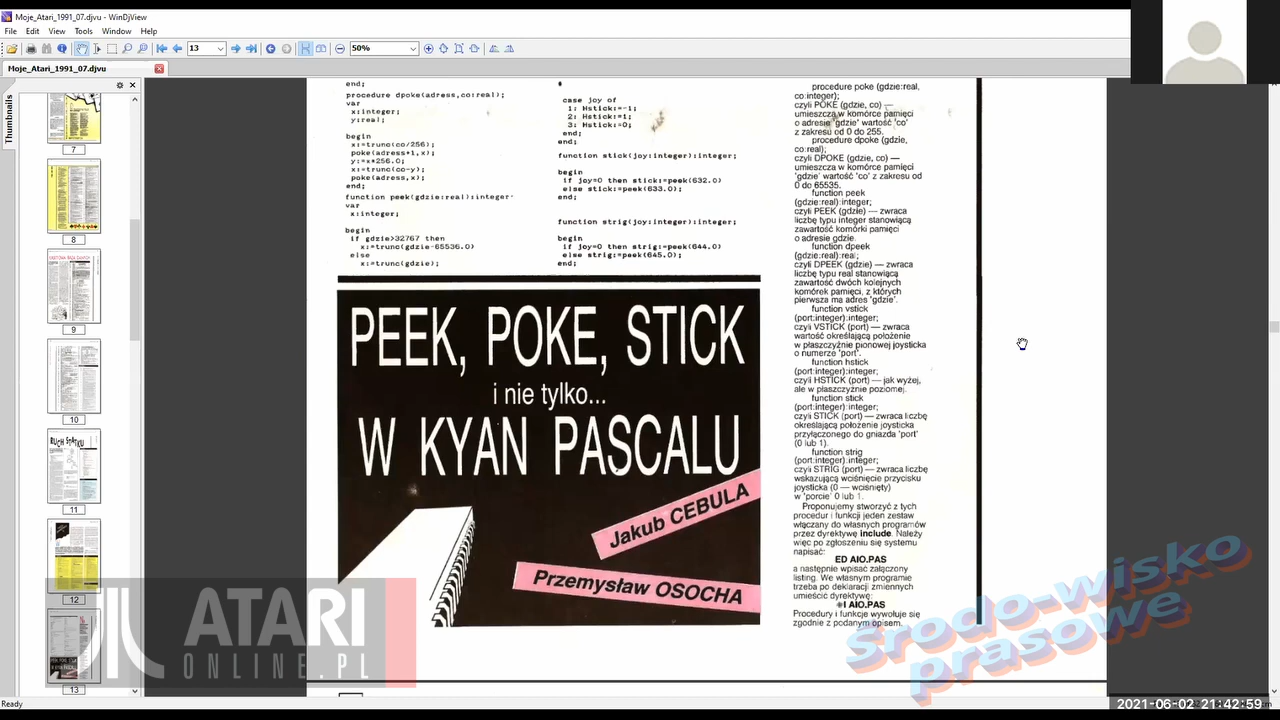 Moje_Atari_1991_07.djvu - WinDjView
File Edit View Tools Window Help
13
50%
Moje_Atari_1991_07.djvu
Thumbnails
7
8
9
10
11
12
13
end;
procedure dpoke(adress,co:real);
var
x:integer;
y:real;
begin
x:=trunc(co/256);
poke(adress+1,x);
y:=x*256.0;
x:=trunc(co-y);
poke(adress,x);
end;
function peek(gdzie:real):integer
var
x:integer;
begin
if gdzie>32767 then
x:=trunc(gdzie-65536.0)
else
x:=trunc(gdzie);
case joy of
1: Hstick:=-1;
2: Hstick:=1;
3: Hstick:=0;
end;
end;
function stick(joy:integer):integer;
begin
if joy=0 then stick:=peek(632.0)
else stick:=peek(633.0);
end;
function strig(joy:integer):integer;
begin
if joy=0 then strig:=peek(644.0)
else strig:=peek(645.0);
end;
PEEK, POKE, STICK
i nie tylko...
W KYAN PASCALU
Jakub CEBULA
Przemysław OSOCHA
procedure poke (gdzie:real,
co:integer);
czyli POKE (gdzie, co) —
umieszcza w komórce pamięci
o adresie 'gdzie' wartość 'co'
z zakresu od 0 do 255.
procedure dpoke (gdzie,
co:real);
czyli DPOKE (gdzie, co) —
umieszcza w komórce pamięci
'gdzie' wartość 'co' z zakresu od
0 do 65535.
function peek
(gdzie:real):integer;
czyli PEEK (gdzie) — zwraca
liczbę typu integer stanowiącą
zawartość komórki pamięci
o adresie gdzie.
function dpeek
(gdzie:real):real;
czyli DPEEK (gdzie) — zwraca
liczbę typu real stanowiącą
zawartość dwóch kolejnych
komórek pamięci, z których
pierwsza ma adres 'gdzie'.
function vstick
(port:integer):integer;
czyli VSTICK (port) — zwraca
wartość określającą położenie
w płaszczyźnie pionowej joysticka
o numerze 'port'.
function hstick
(port:integer):integer;
czyli HSTICK (port) — jak wyżej,
ale w płaszczyźnie poziomej.
function stick
(port:integer):integer;
czyli STICK (port) — zwraca liczbę
określającą położenie joysticka
przyłączonego do gniazda 'port'
(0 lub 1).
function strig
(port:integer):integer;
czyli STRIG (port) — zwraca liczbę
wskazującą wciśnięcie przycisku
joysticka (0 — wciśnięty)
w 'porcie' 0 lub 1.
Proponujemy stworzyć z tych
procedur i funkcji jeden zestaw
włączany do własnych programów
przez dyrektywę include. Należy
więc po zgłoszeniu się systemu
napisać:
ED AIO.PAS
a następnie wpisać załączony
listing. We własnym programie
trzeba po deklaracji zmiennych
umieścić dyrektywę:
I AIO.PAS
Procedury i funkcje wywołuje się
zgodnie z podanym opisem.
ATARI
ONLINE.PL
Środo-wisko
prasowe
Ready
2021-06-02 21:42:59